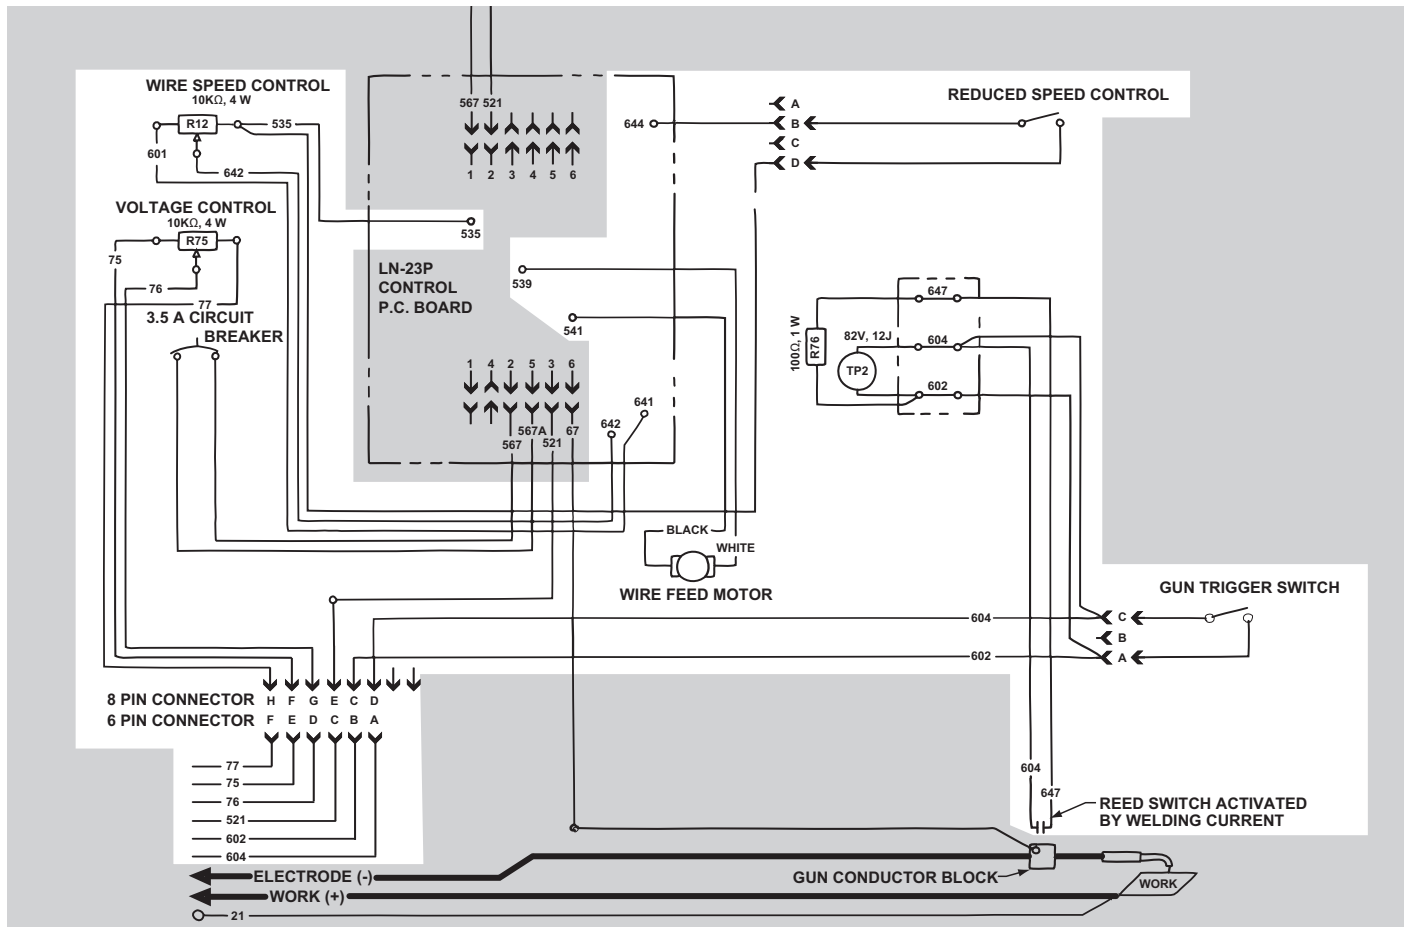 WIRE SPEED CONTROL
10KΩ, 4 W
R12
535
601
642
567 521
1 2 3 4 5 6
644
A
B
C
D
REDUCED SPEED CONTROL
VOLTAGE CONTROL
10KΩ, 4 W
R75
75
76
77
535
3.5 A CIRCUIT
BREAKER
LN-23P
CONTROL
P.C. BOARD
539
541
1 4 2 5 3 6
567
567A
521
67
642
641
100Ω, 1 W
R76
82V, 12J
TP2
647
604
602
BLACK
WHITE
WIRE FEED MOTOR
GUN TRIGGER SWITCH
604
C
B
602
A
8 PIN CONNECTOR H F G E C D
6 PIN CONNECTOR F E D C B A
77
75
76
521
602
604
604
647
REED SWITCH ACTIVATED
BY WELDING CURRENT
ELECTRODE (-)
GUN CONDUCTOR BLOCK
WORK (+)
WORK
21